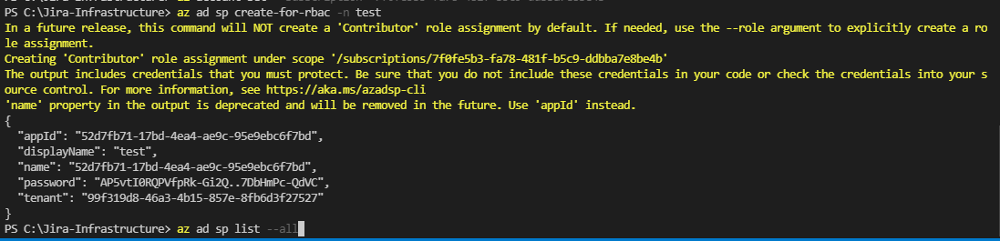 PS C:\Jira-Infrastructure> az ad sp create-for-rbac -n test
In a future release, this command will NOT create a 'Contributor' role assignment by default. If needed, use the --role argument to explicitly create a ro
le assignment.
Creating 'Contributor' role assignment under scope '/subscriptions/7f0fe5b3-fa78-481f-b5c9-ddbba7e8be4b'
The output includes credentials that you must protect. Be sure that you do not include these credentials in your code or check the credentials into your s
ource control. For more information, see https://aka.ms/azadsp-cli
'name' property in the output is deprecated and will be removed in the future. Use 'appId' instead.
{
  "appId": "52d7fb71-17bd-4ea4-ae9c-95e9ebc6f7bd",
  "displayName": "test",
  "name": "52d7fb71-17bd-4ea4-ae9c-95e9ebc6f7bd",
  "password": "AP5vtI0RQPVfpRk-Gi2Q..7DbHmPc-QdVC",
  "tenant": "99f319d8-46a3-4b15-857e-8fb6d3f27527"
}
PS C:\Jira-Infrastructure> az ad sp list --all